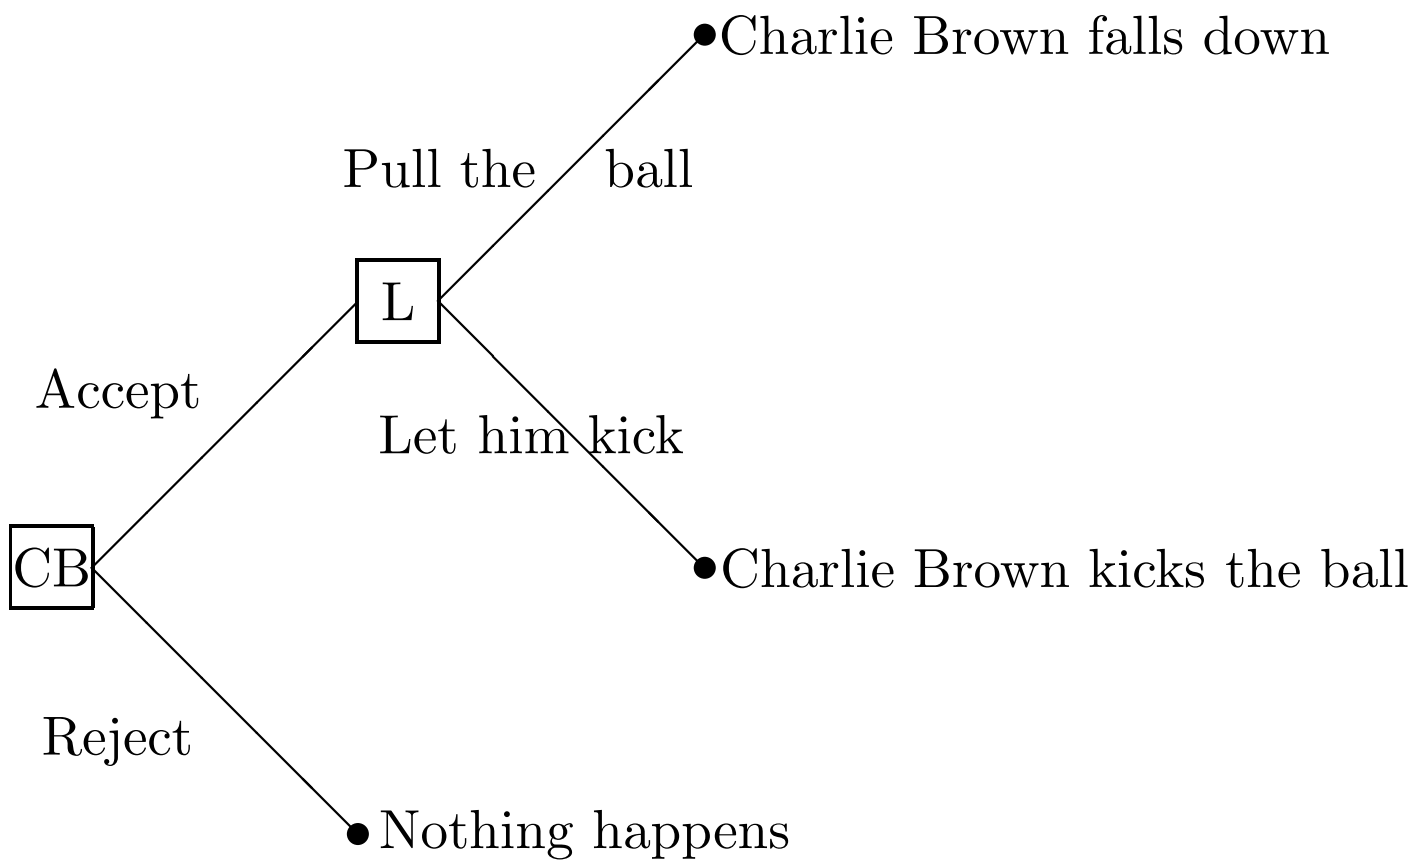 Charlie Brown falls down
Pull the ball
L
Accept
Let him kick
CB
Charlie Brown kicks the ball
Reject
Nothing happens